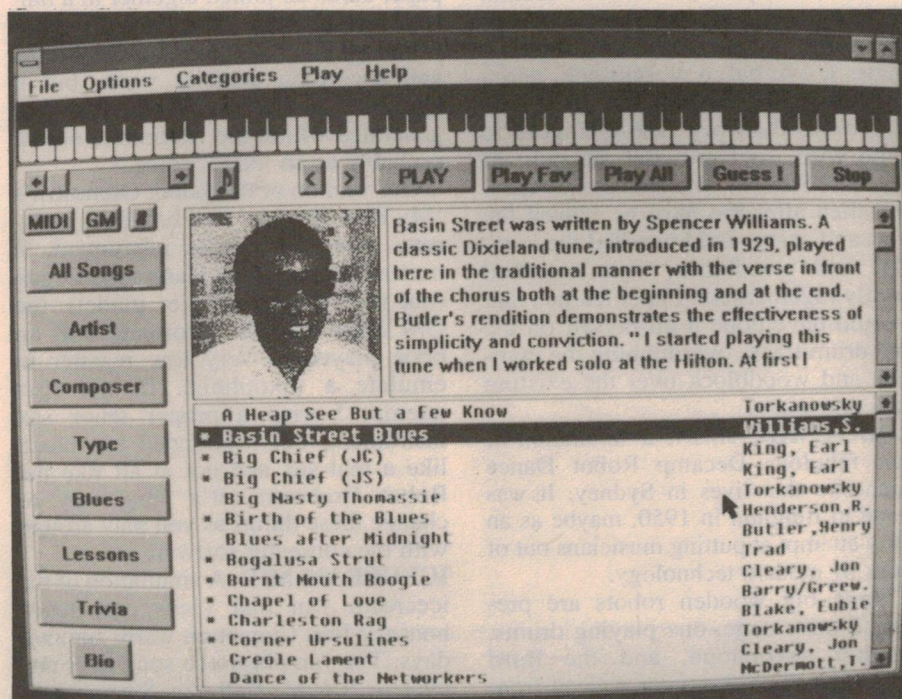 File Options Categories Play Help
< > PLAY Play Fav Play All Guess ! Stop
MIDI GM #
All Songs
Artist
Composer
Type
Blues
Lessons
Trivia
Bio
Basin Street was written by Spencer Williams. A
classic Dixieland tune, introduced in 1929, played
here in the traditional manner with the verse in front
of the chorus both at the beginning and at the end.
Butler's rendition demonstrates the effectiveness of
simplicity and conviction. " I started playing this
tune when I worked solo at the Hilton. At first I
A Heap See But a Few Know Torkanowsky
* Basin Street Blues Williams,S.
* Big Chief (JC) King, Earl
* Big Chief (JS) King, Earl
Big Nasty Thomassie Torkanowsky
* Birth of the Blues Henderson,R.
Blues after Midnight Butler,Henry
* Bogalusa Strut Trad
* Burnt Mouth Boogie Cleary, Jon
* Chapel of Love Barry/Greew.
* Charleston Rag Blake, Eubie
* Corner Ursulines Torkanowsky
Creole Lament Cleary, Jon
Dance of the Networkers McDermott,T.